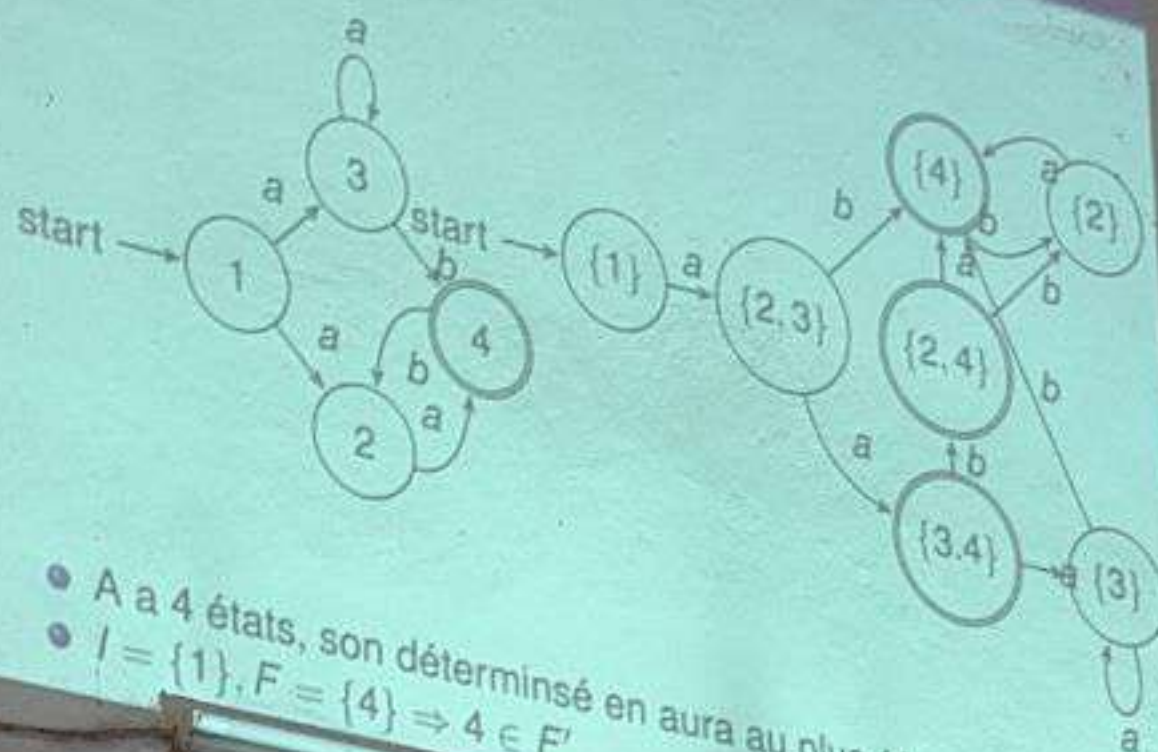 a
3
a
start
1
b
a
4
b
a
2
start
{1}
a
{2,3}
b
{4}
a
{2}
b
a
b
{2,4}
b
a
b
{3.4}
a
{3}
a
A a 4 états, son déterminsé en aura au
I = {1}, F = {4} ⇒ 4 ∈ F'